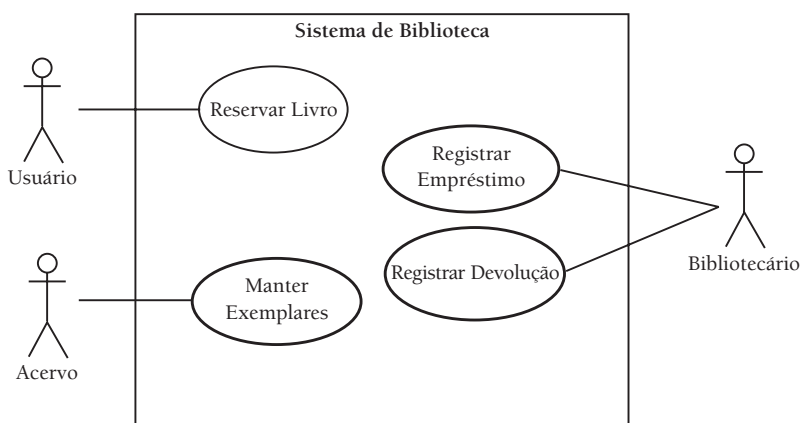 Sistema de Biblioteca
Usuário
Reservar Livro
Registrar
Empréstimo
Bibliotecário
Registrar Devolução
Manter
Exemplares
Acervo